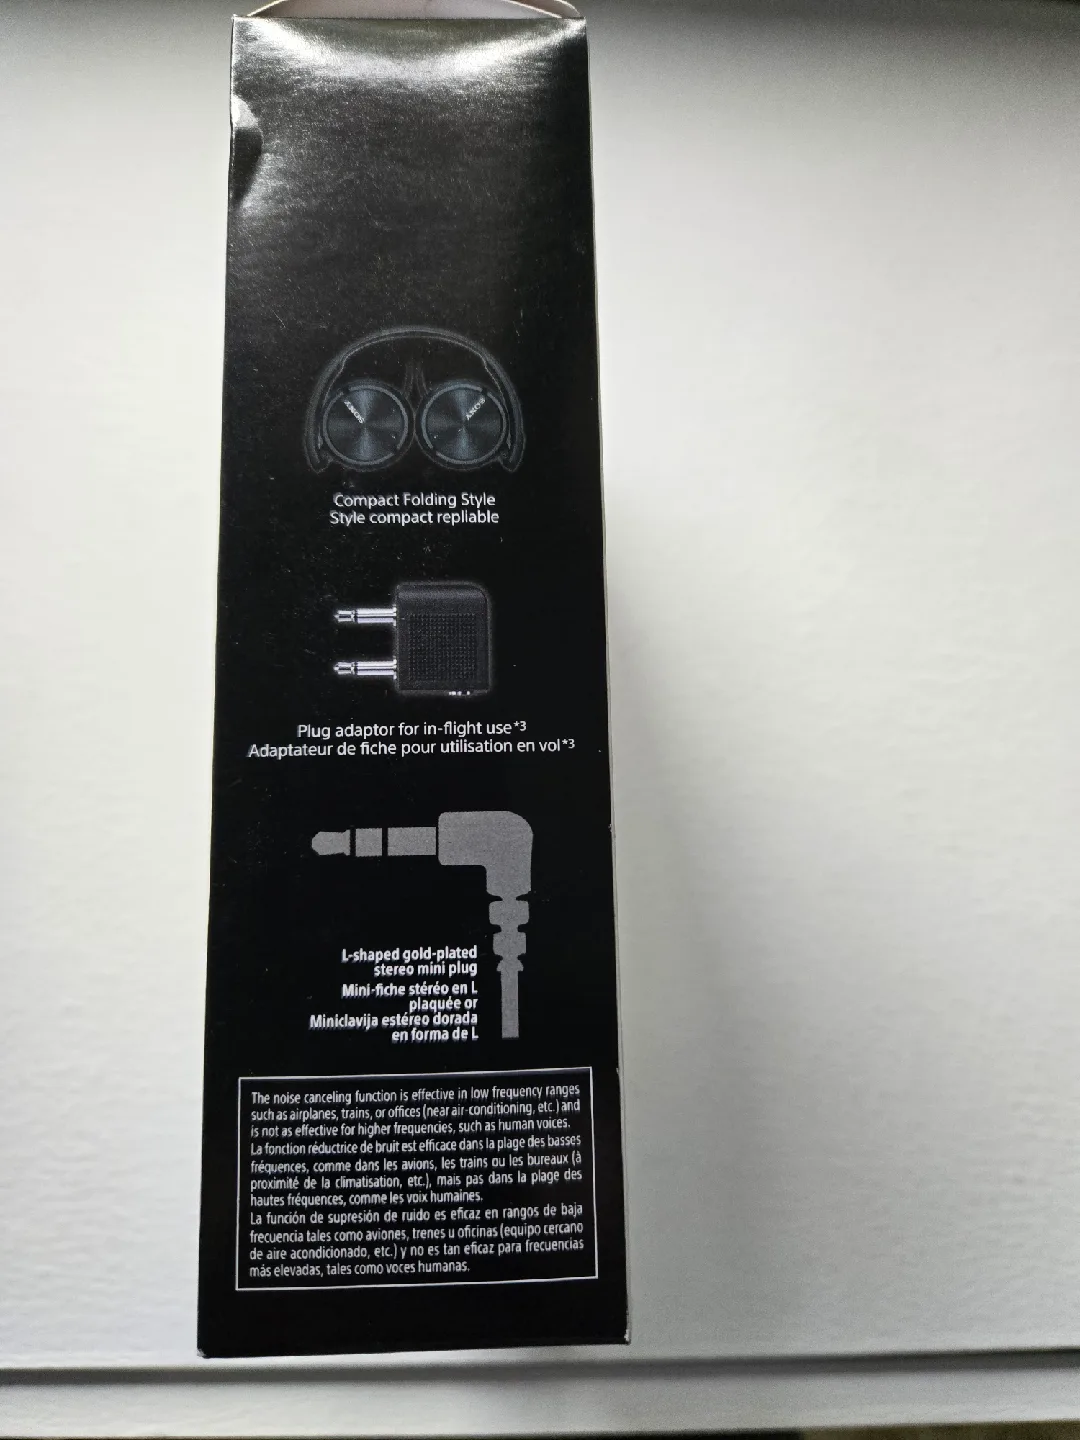 SONY
SONY
Compact Folding Style
Style compact repliable
Plug adaptor for in-flight use*3
Adaptateur de fiche pour utilisation en vol*3
L-shaped gold-plated
stereo mini plug
Mini-fiche stéréo en L
plaquée or
Miniclavija estéreo dorada
en forma de L
The noise canceling function is effective in low frequency ranges
such as airplanes, trains, or offices (near air-conditioning, etc.) and
is not as effective for higher frequencies, such as human voices.
La fonction réductrice de bruit est efficace dans la plage des basses
fréquences, comme dans les avions, les trains ou les bureaux (à
proximité de la climatisation, etc.), mais pas dans la plage des
hautes fréquences, comme les voix humaines.
La función de supresión de ruido es eficaz en rangos de baja
frecuencia tales como aviones, trenes u oficinas (equipo cercano
de aire acondicionado, etc.) y no es tan eficaz para frecuencias
más elevadas, tales como voces humanas.